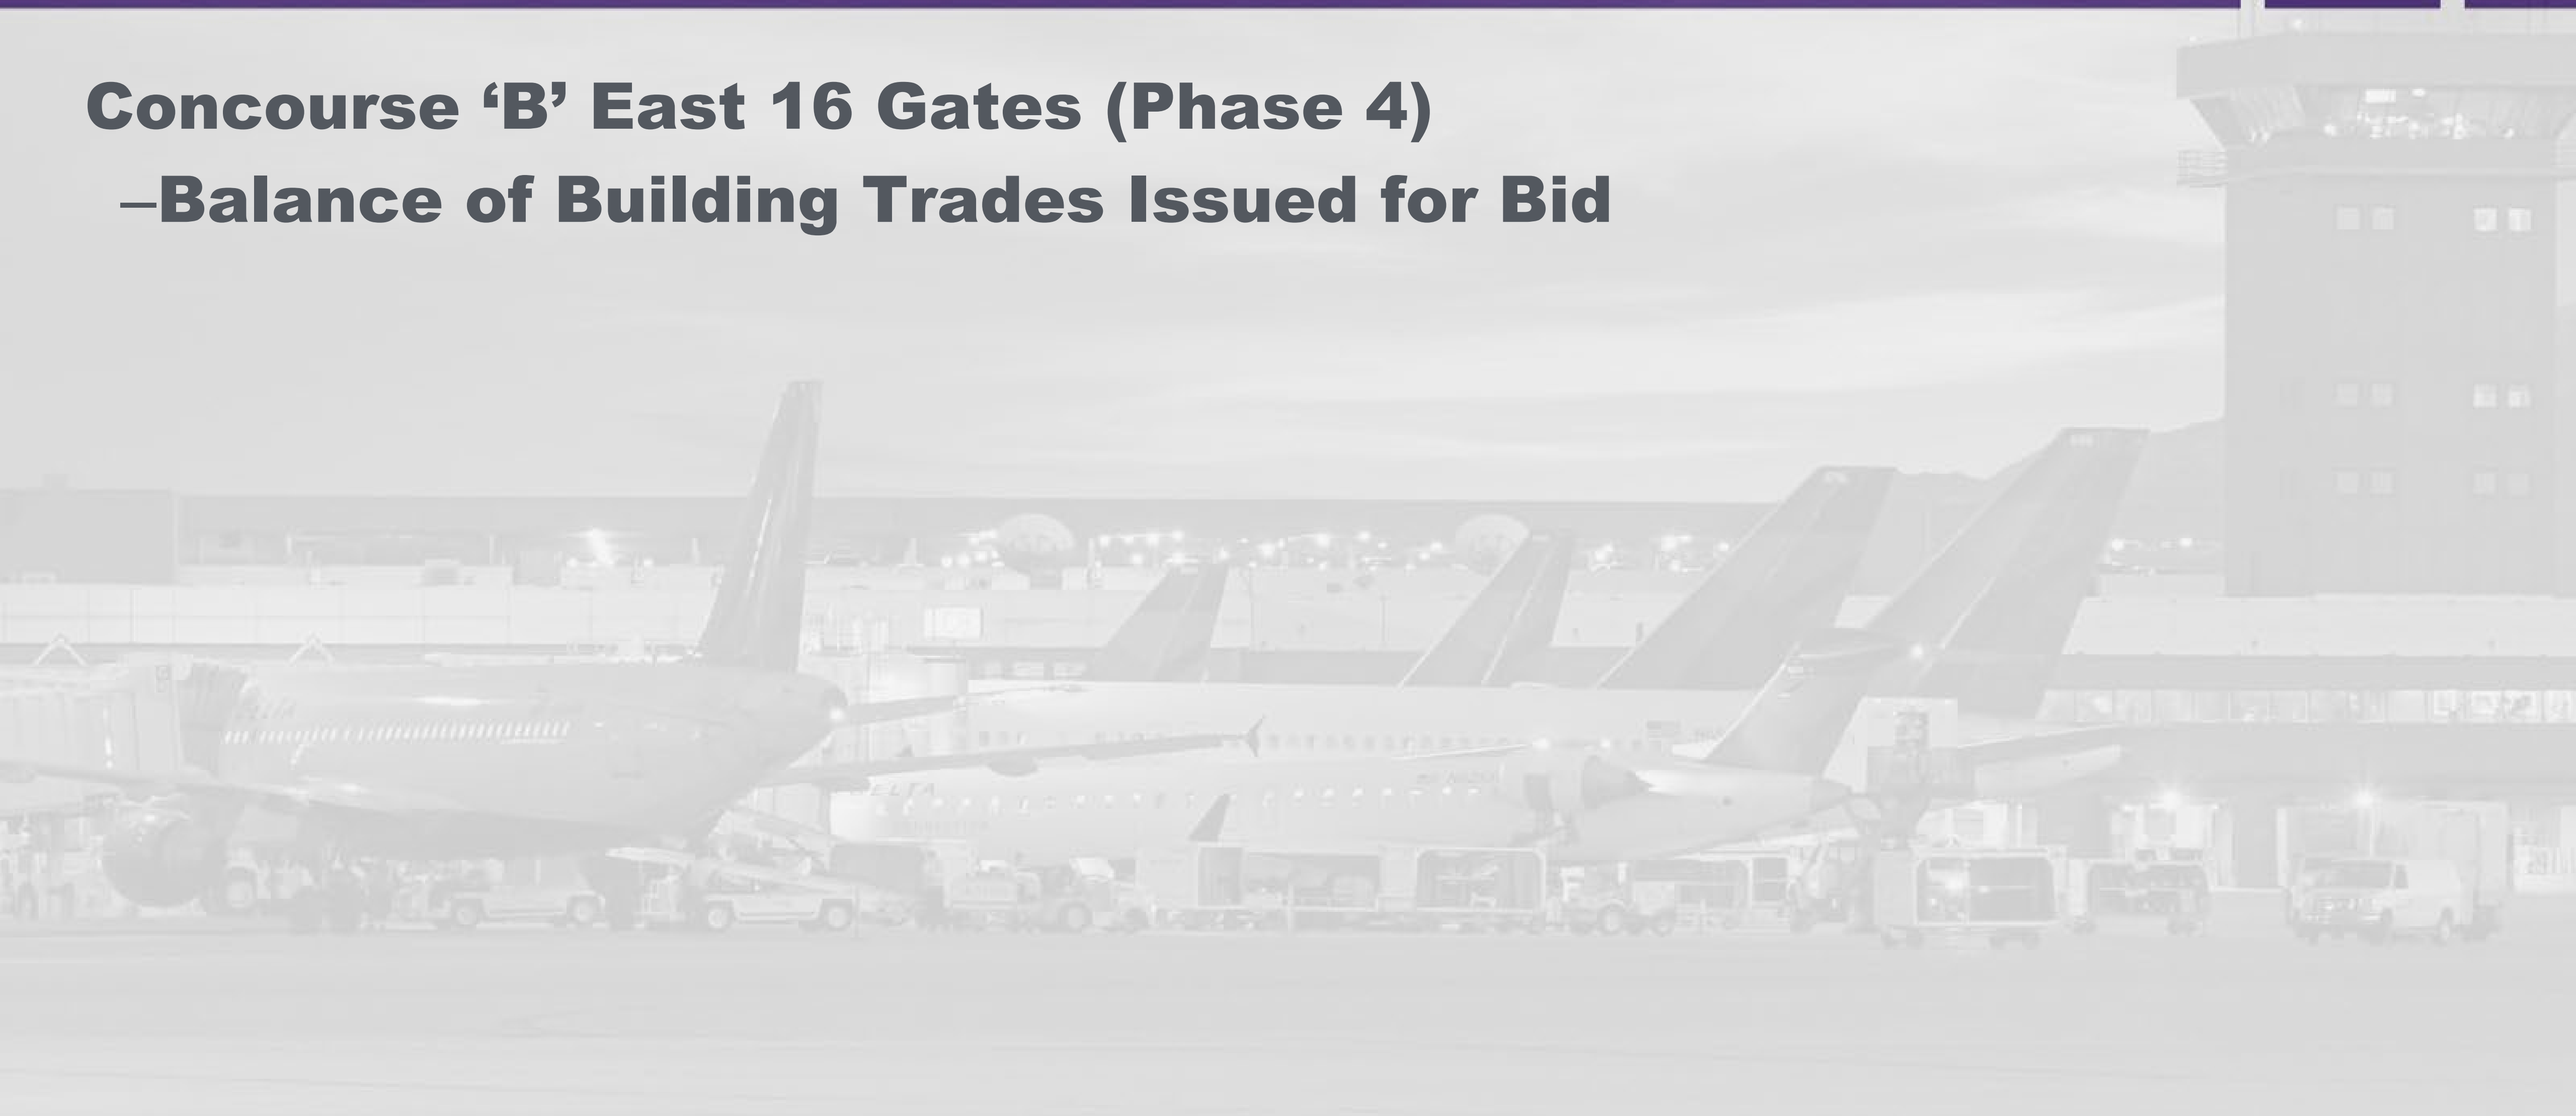 Concourse ‘B’ East 16 Gates (Phase 4)
–Balance of Building Trades Issued for Bid